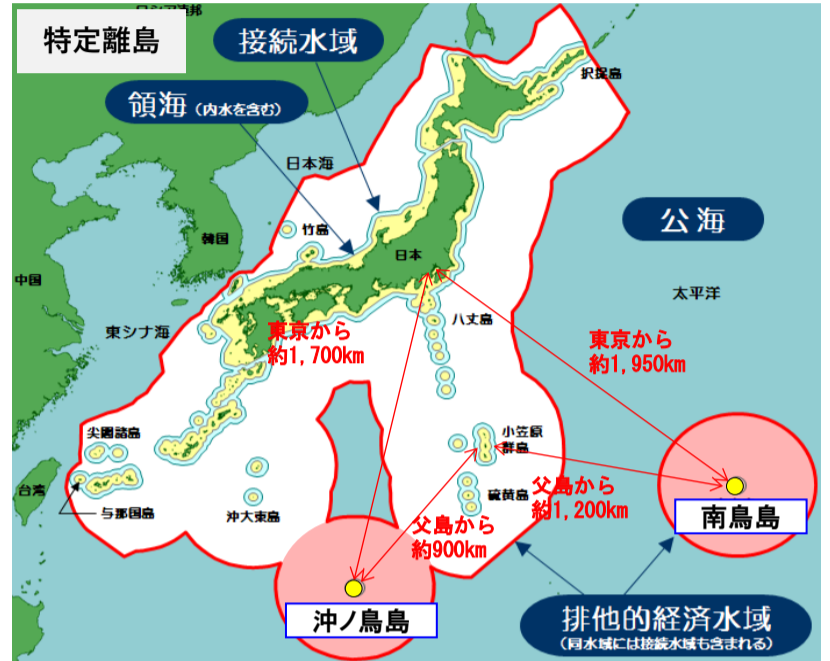 特定離島
接続水域
領海 (内水を含む)
択捉島
日本海
竹島
公海
韓国
日本
中国
太平洋
東シナ海
八丈島
東京から
約1,700km
東京から
約1,950km
尖閣諸島
小笠原
群島
台湾
硫黄島
父島から
約1,200km
与那国島
沖大東島
父島から
約900km
南鳥島
沖ノ鳥島
排他的経済水域
(同水域には接続水域も含まれる)